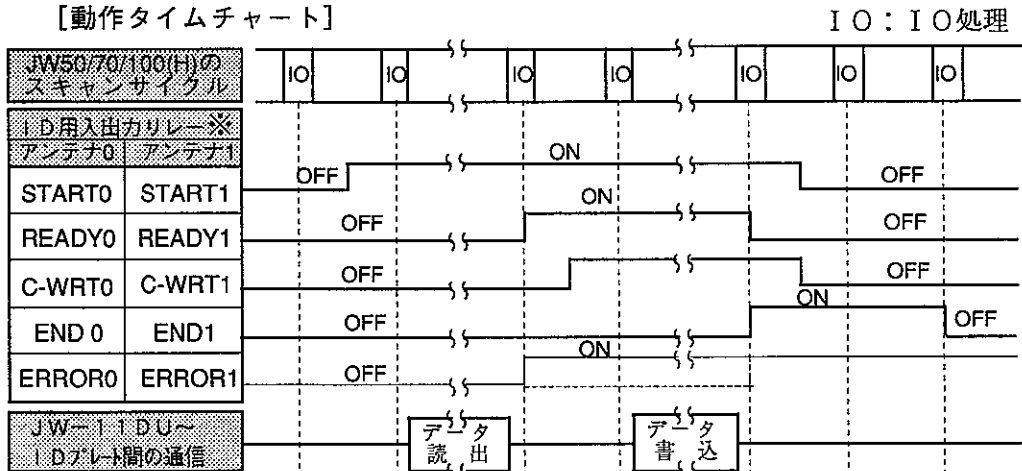 [動作タイムチャート]
IO:IO処理
JW50/70/100(H)の
スキャンサイクル
IO IO IO IO IO IO IO
ID用入出力リレー※
アンテナ0 アンテナ1
START0 START1 OFF ON OFF
READY0 READY1 OFF ON OFF
C-WRT0 C-WRT1 OFF OFF
END 0 END1 OFF ON OFF
ERROR0 ERROR1 OFF ON
JW-11DU~
IDプレート間の通信
データ
読出
データ
書込